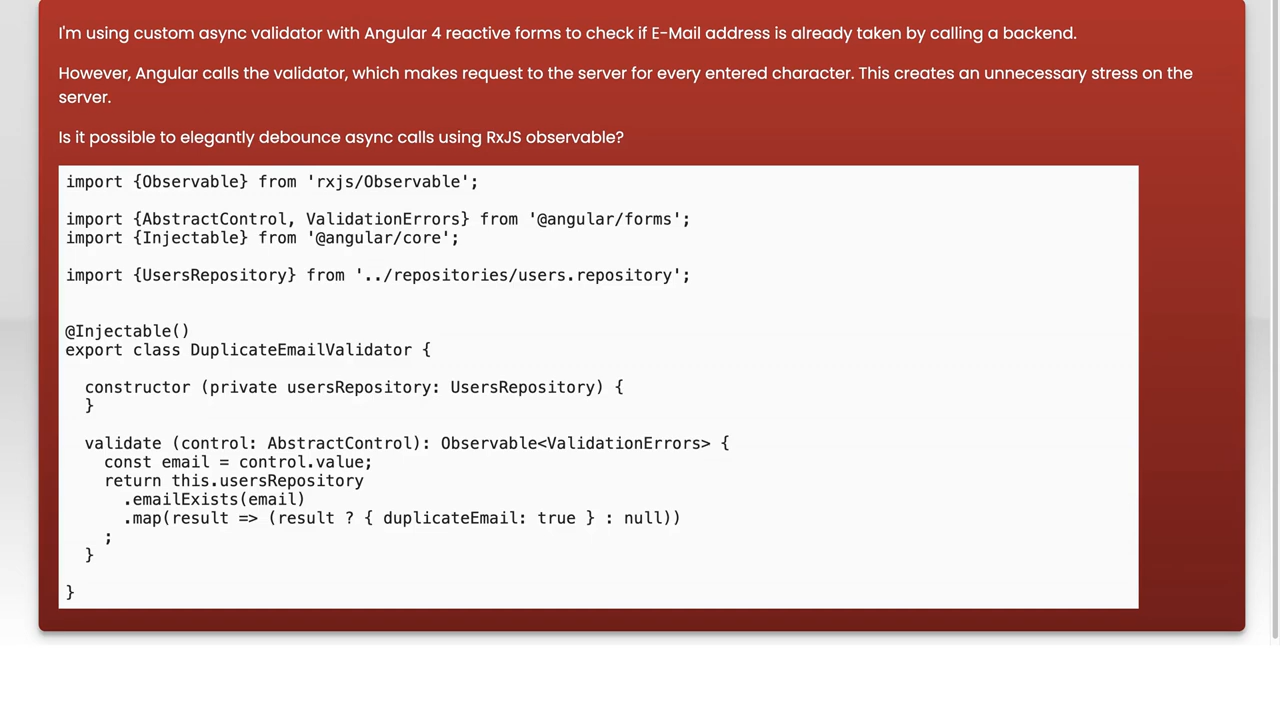 I'm using custom async validator with Angular 4 reactive forms to check if E-Mail address is already taken by calling a backend.
However, Angular calls the validator, which makes request to the server for every entered character. This creates an unnecessary stress on the
server.
Is it possible to elegantly debounce async calls using RxJS observable?
import {Observable} from 'rxjs/Observable';
import {AbstractControl, ValidationErrors} from '@angular/forms';
import {Injectable} from '@angular/core';
import {UsersRepository} from '../repositories/users.repository';
@Injectable()
export class DuplicateEmailValidator {
constructor (private usersRepository: UsersRepository) {
}
validate (control: AbstractControl): Observable<ValidationErrors> {
const email = control.value;
return this.usersRepository
.emailExists(email)
.map(result => (result ? { duplicateEmail: true } : null))
;
}
}